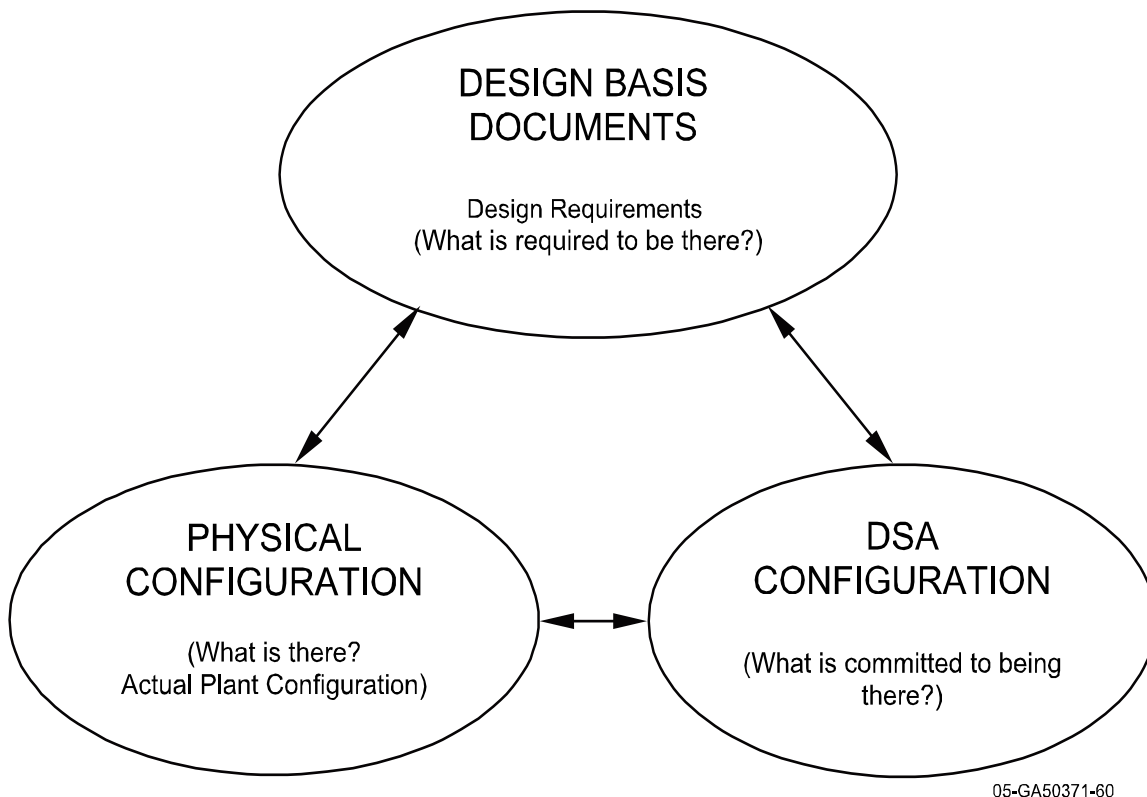 DESIGN BASIS
DOCUMENTS
Design Requirements
(What is required to be there?)
PHYSICAL
CONFIGURATION
(What is there?
Actual Plant Configuration)
DSA
CONFIGURATION
(What is committed to being
there?)
05-GA50371-60